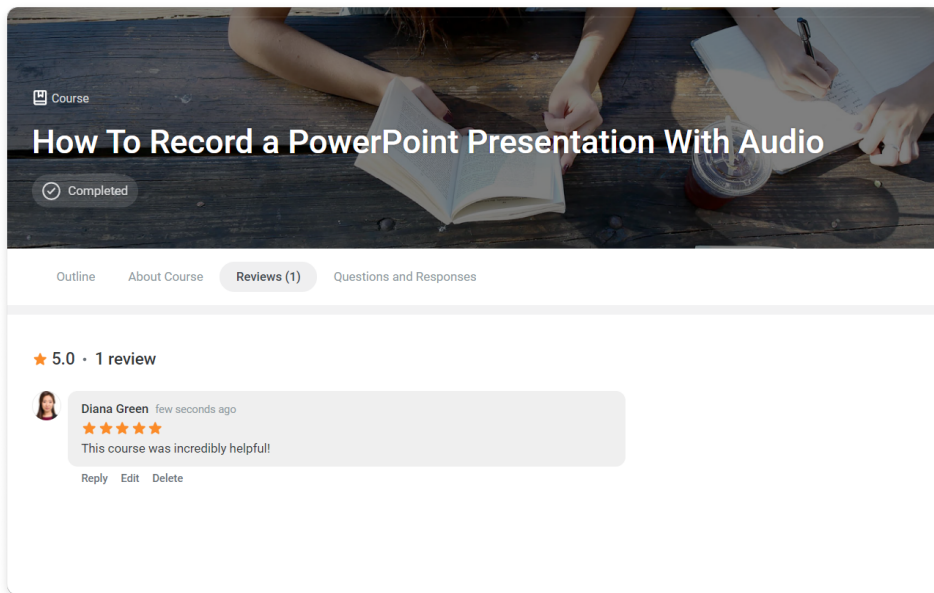 Course
How To Record a PowerPoint Presentation With Audio
Completed
Outline About Course Reviews (1) Questions and Responses
5.0 · 1 review
Diana Green few seconds ago
This course was incredibly helpful!
Reply Edit Delete